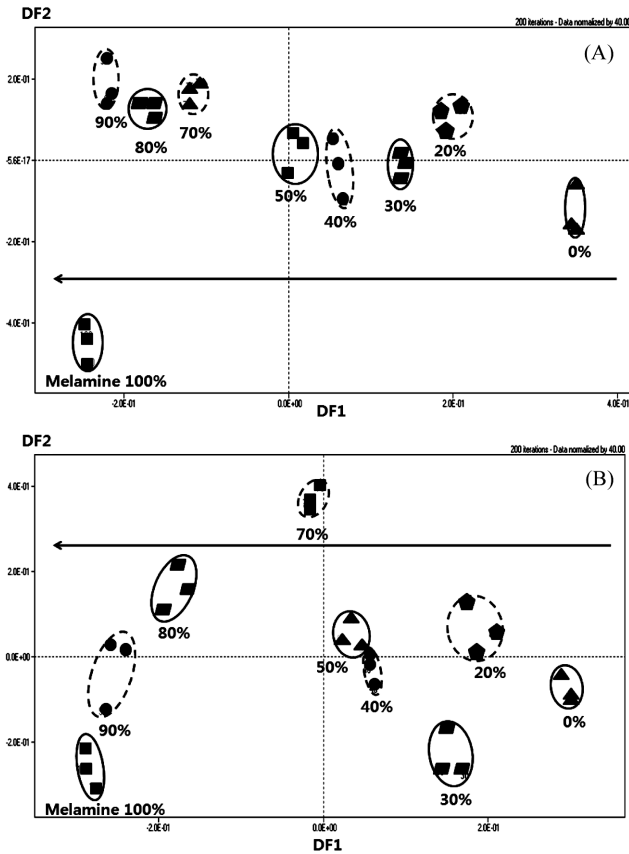 DF2
200 iterations - Data normalized by 40.00
(A)
2.0E-01
90%
80%
70%
20%
-5.6E-17
50%
40%
30%
-2.0E-01
0%
-4.0E-01
Melamine 100%
-2.0E-01
0.0E+00
2.0E-01
4.0E-01
DF1
DF2
200 iterations - Data normalized by 40.00
(B)
4.0E-01
70%
2.0E-01
80%
0.0E+00
50%
20%
40%
0%
90%
-2.0E-01
30%
Melamine 100%
-2.0E-01
0.0E+00
2.0E-01
DF1